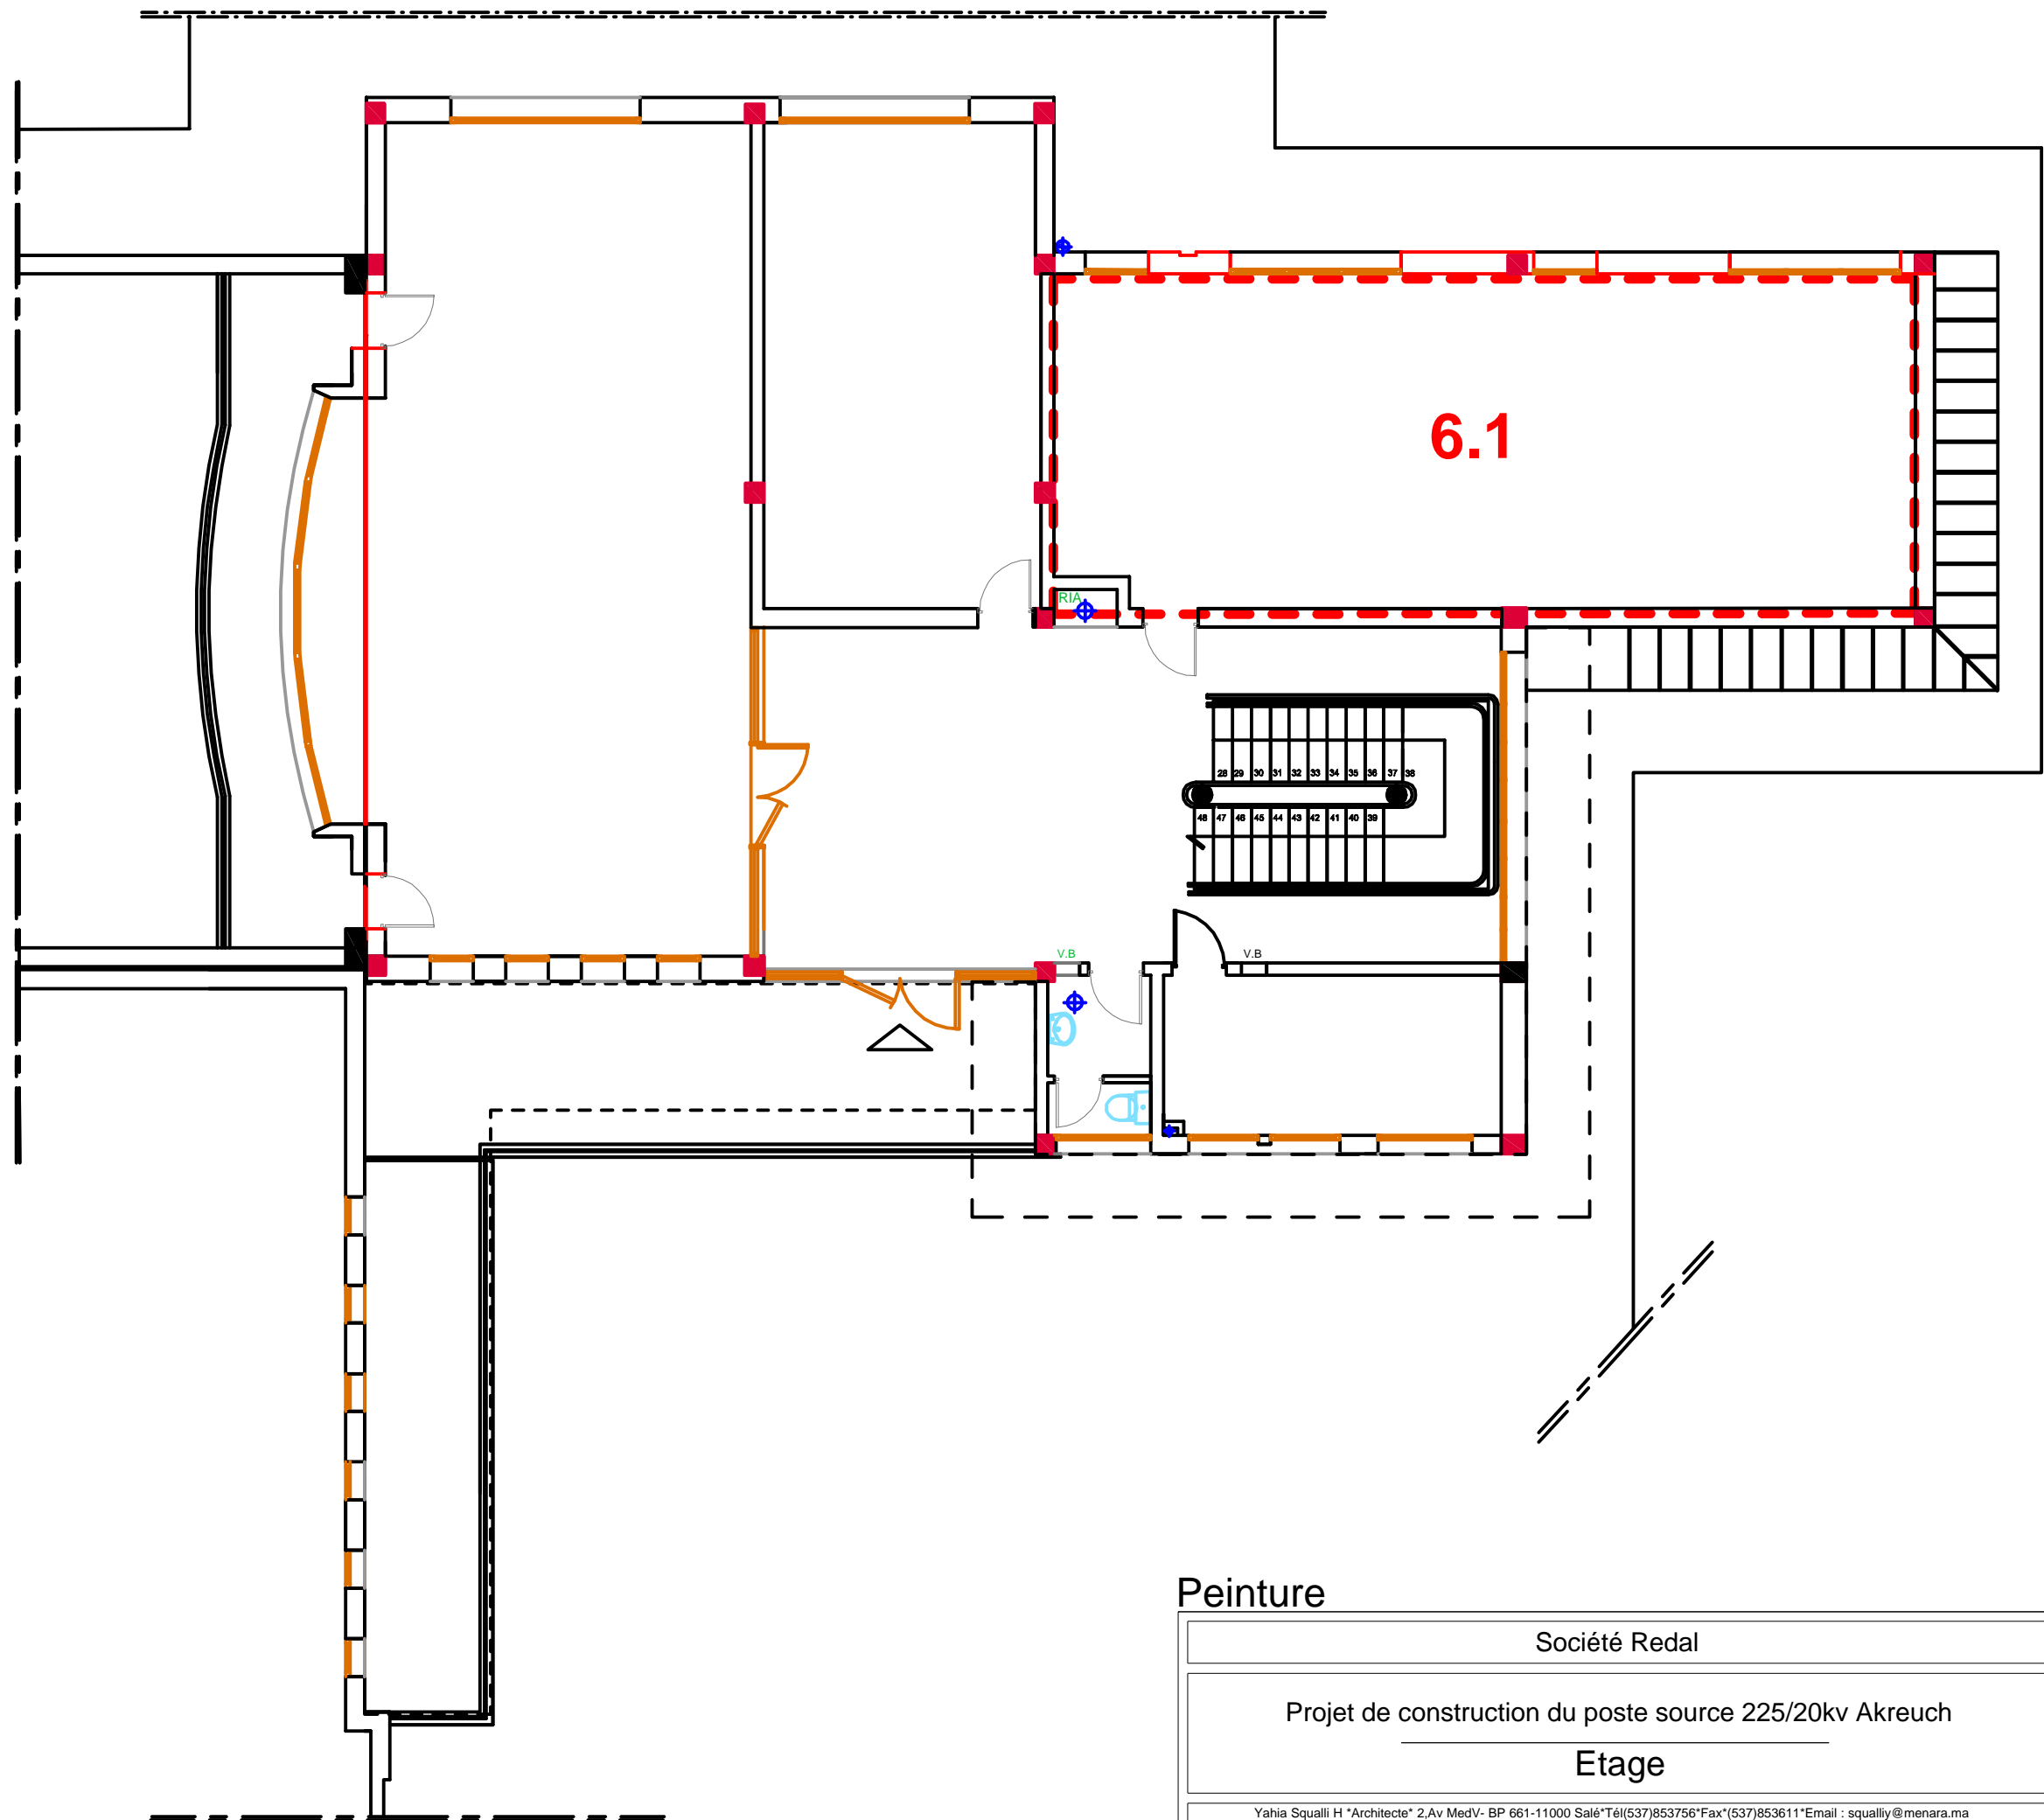 6.1
RIA
28 29 30 31 32 33 34 35 36 37 38
48 47 46 45 44 43 42 41 40 39
V.B
V.B
Peinture
Société Redal
Projet de construction du poste source 225/20kv Akreuch
Etage
Yahia Squalli H *Architecte* 2,Av MedV- BP 661-11000 Salé*Tél(537)853756*Fax*(537)853611*Email : squalliy@menara.ma